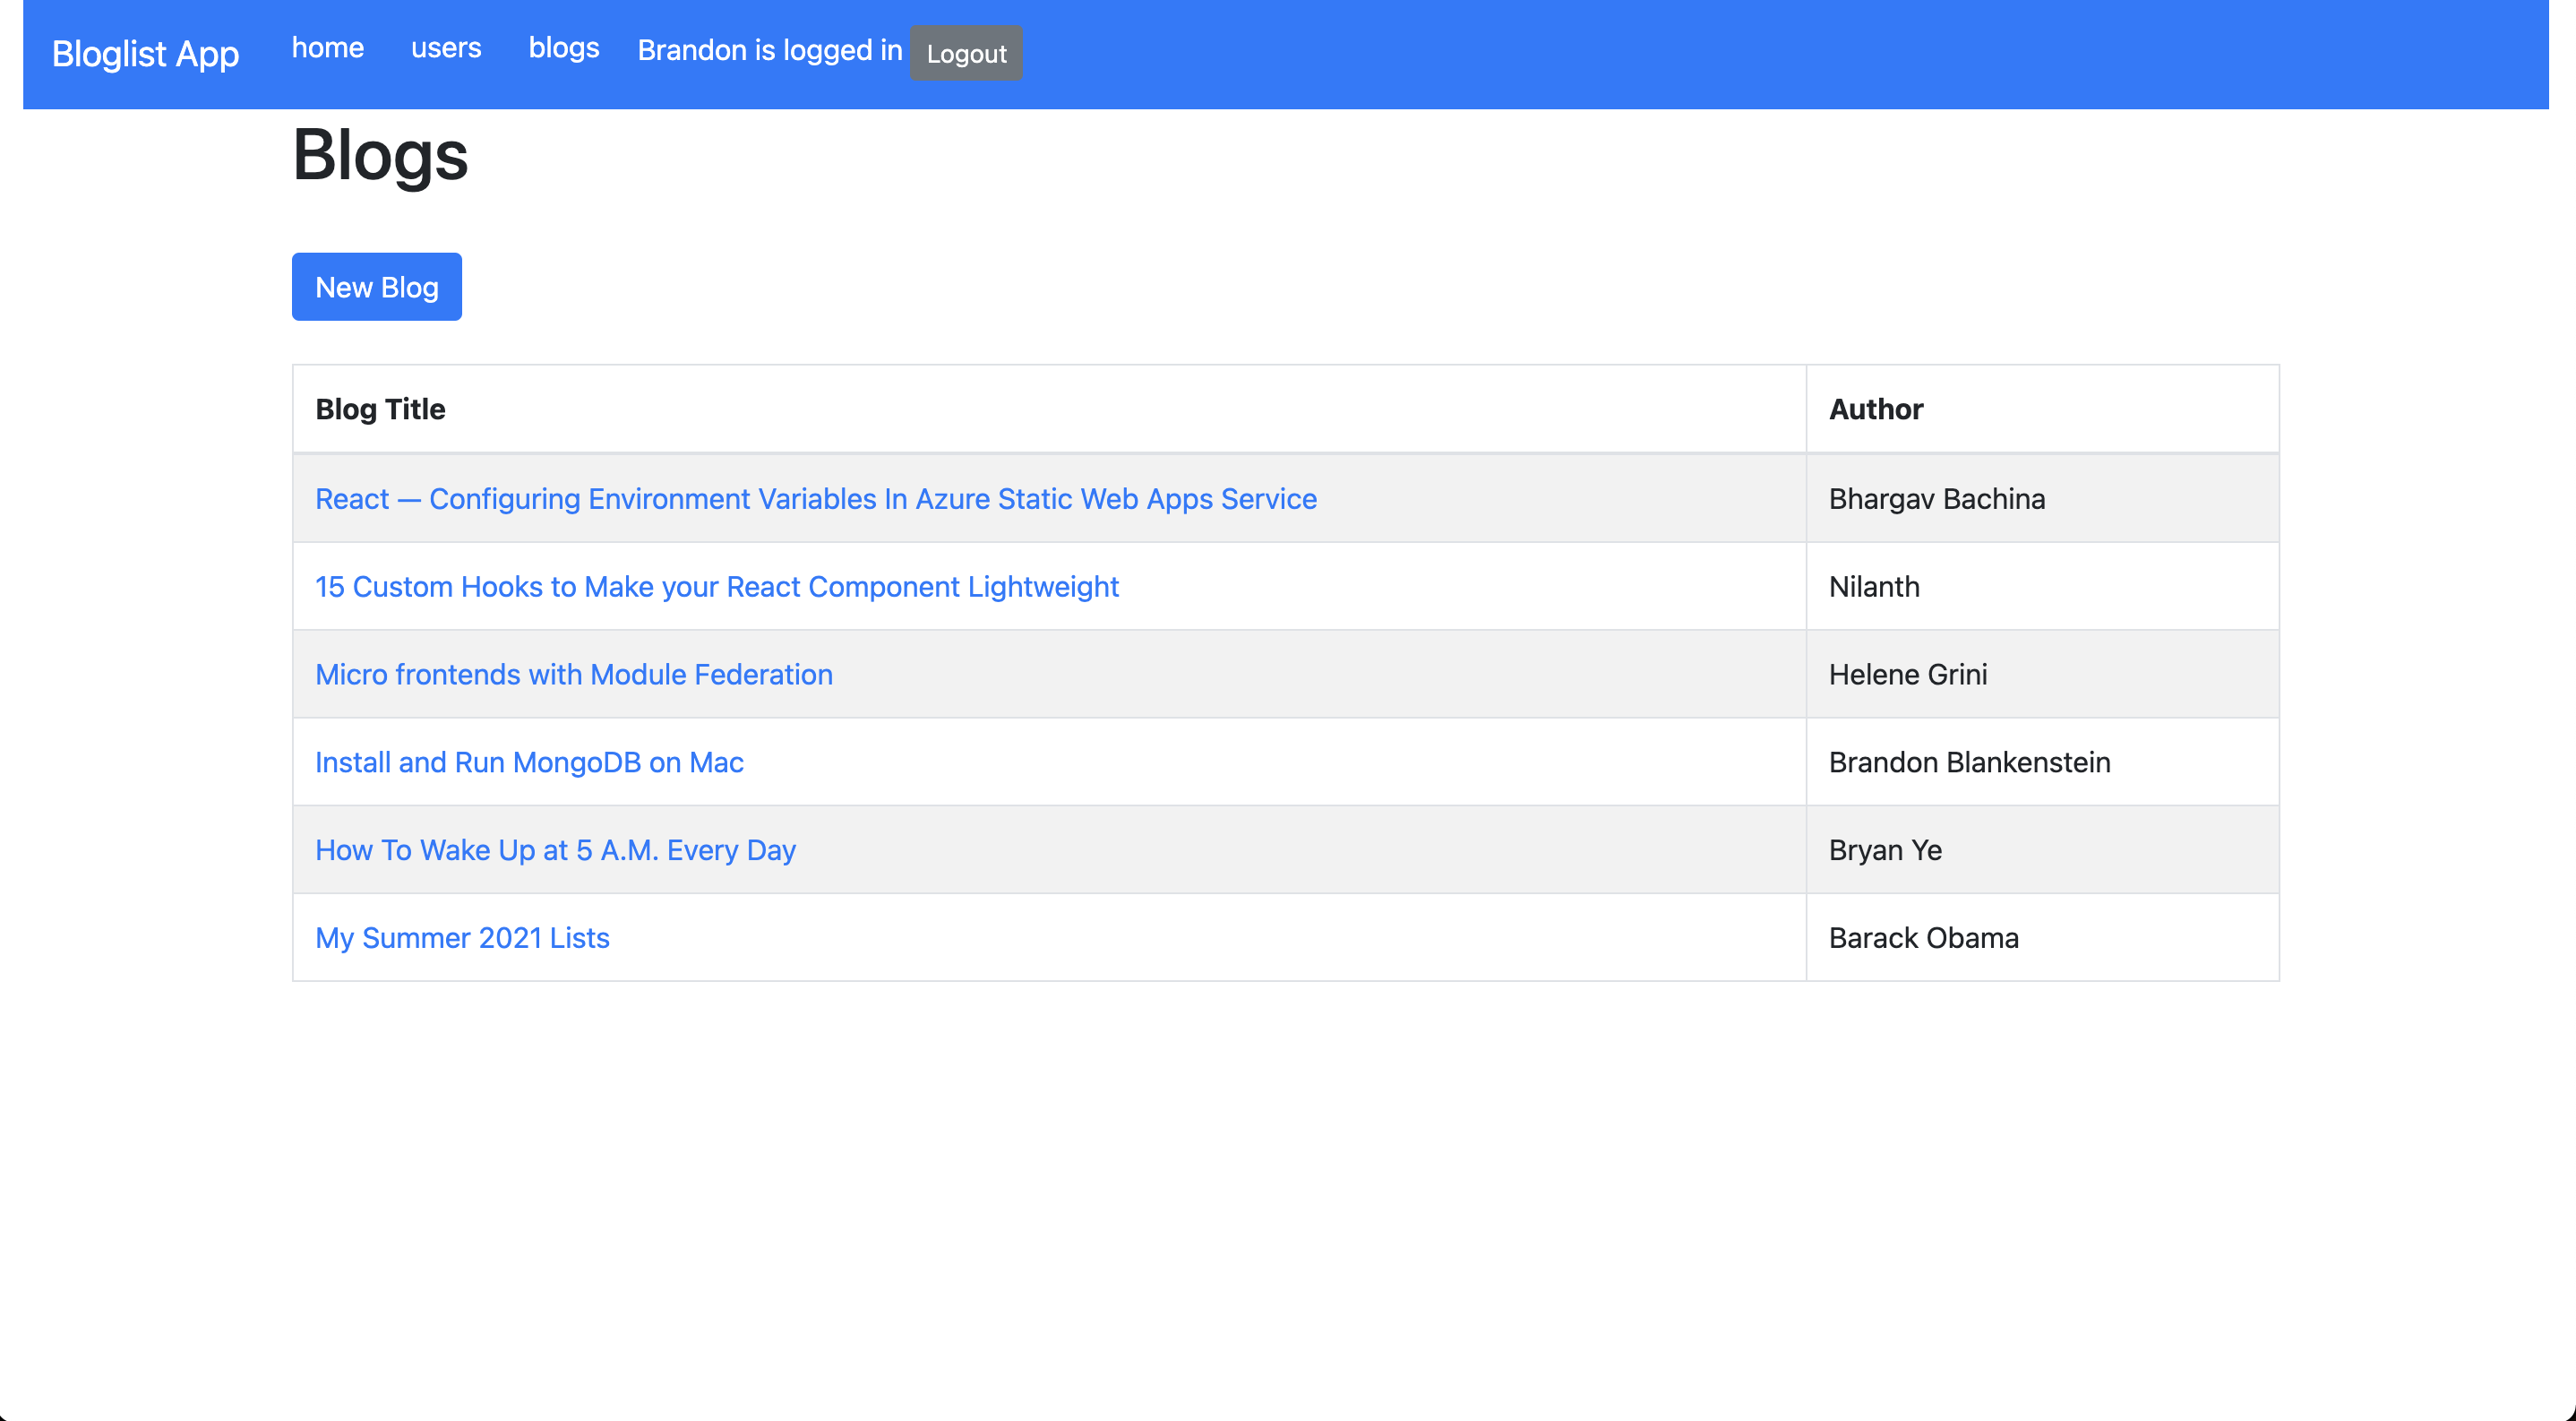 Bloglist App home users blogs Brandon is logged in Logout
Blogs
New Blog
Blog Title Author
React — Configuring Environment Variables In Azure Static Web Apps Service Bhargav Bachina
15 Custom Hooks to Make your React Component Lightweight Nilanth
Micro frontends with Module Federation Helene Grini
Install and Run MongoDB on Mac Brandon Blankenstein
How To Wake Up at 5 A.M. Every Day Bryan Ye
My Summer 2021 Lists Barack Obama